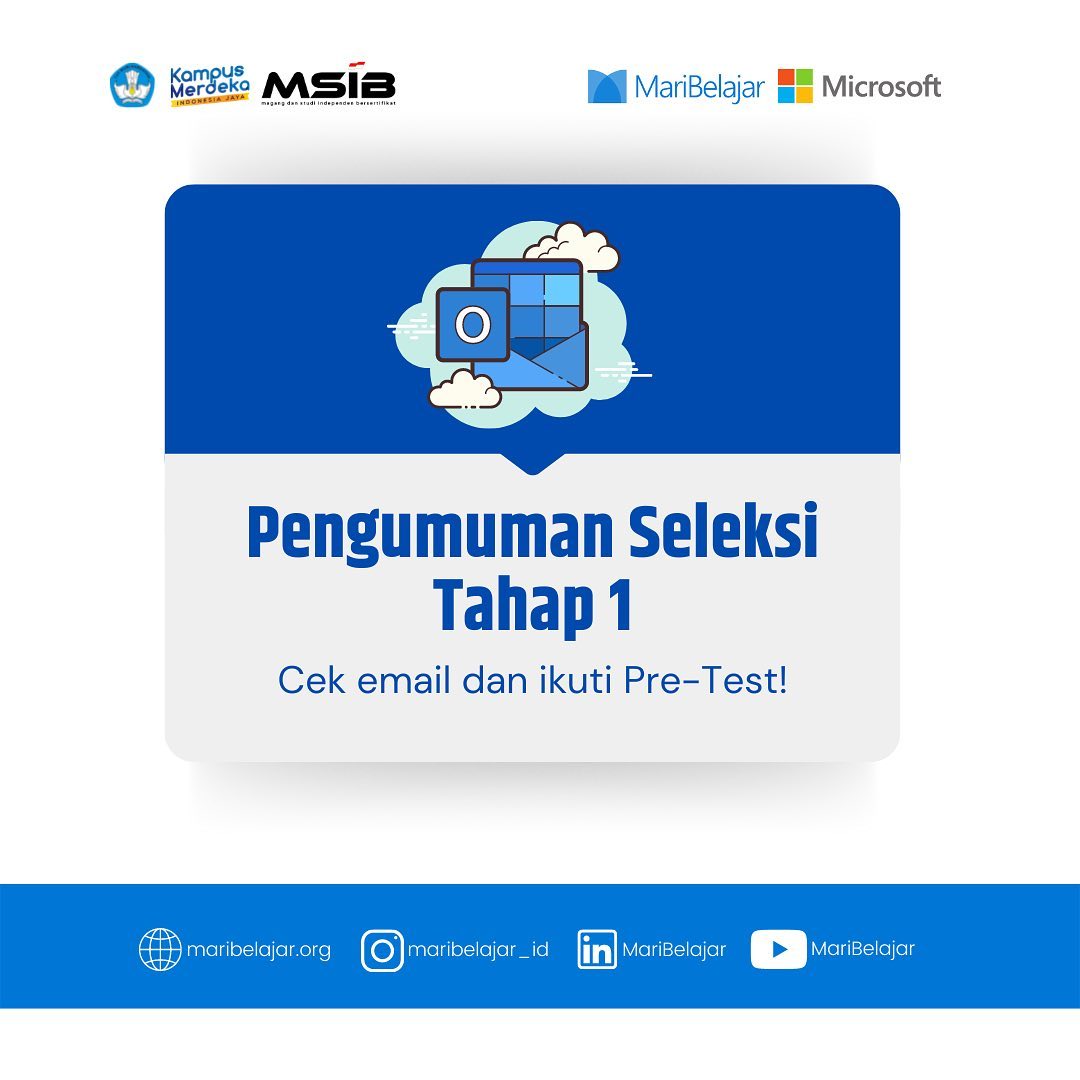 Kampus
Merdeka
INDONESIA JAYA
MSIB
magang dan studi independen bersertifikat
MariBelajar
Microsoft
O
Pengumuman Seleksi
Tahap 1
Cek email dan ikuti Pre-Test!
maribelajar.org
maribelajar_id
in
MariBelajar
MariBelajar